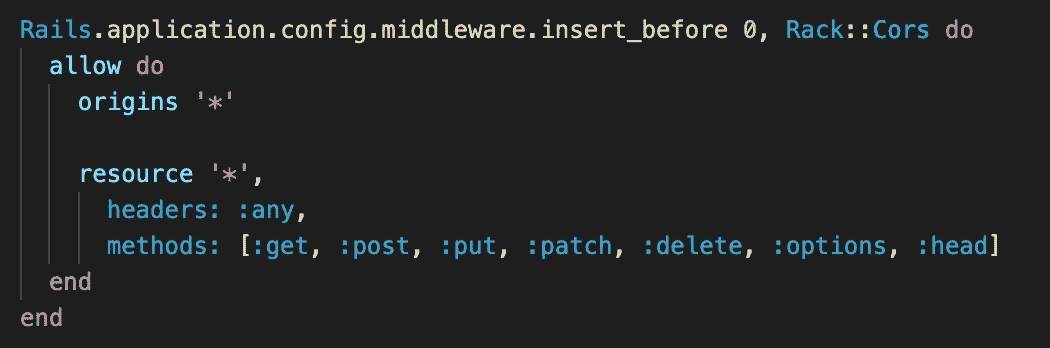 Rails.application.config.middleware.insert_before 0, Rack::Cors do
  allow do
    origins '*'

    resource '*',
      headers: :any,
      methods: [:get, :post, :put, :patch, :delete, :options, :head]
  end
end